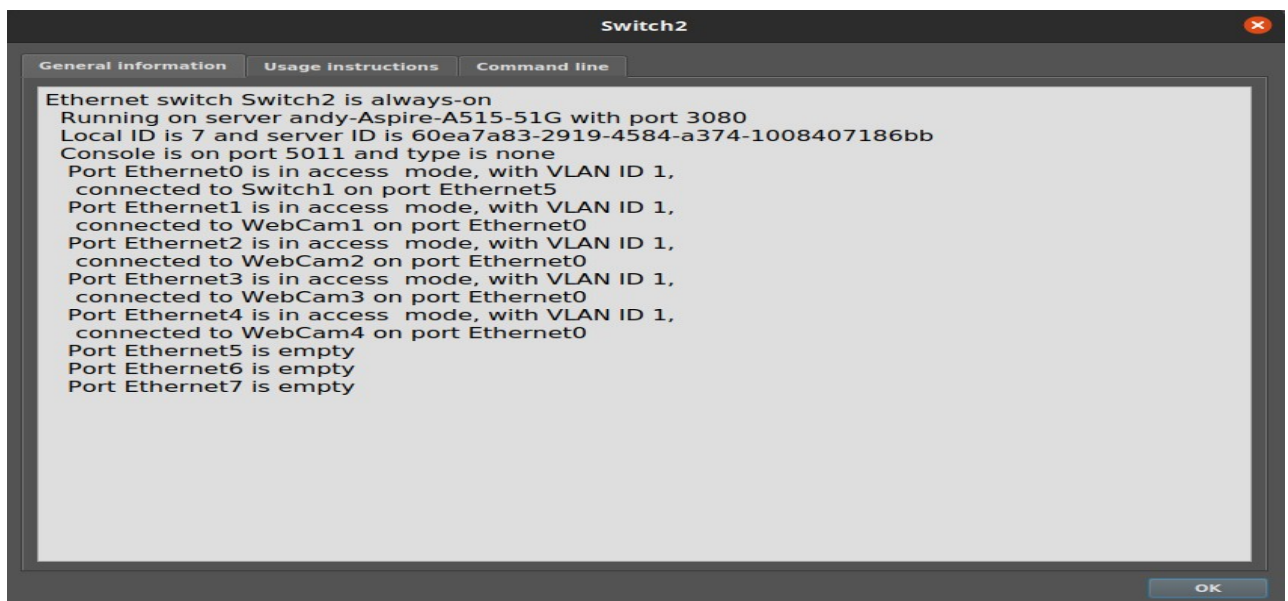 Switch2
General information Usage instructions Command line
Ethernet switch Switch2 is always-on
Running on server andy-Aspire-A515-51G with port 3080
Local ID is 7 and server ID is 60ea7a83-2919-4584-a374-1008407186bb
Console is on port 5011 and type is none
Port Ethernet0 is in access  mode, with VLAN ID 1,
connected to Switch1 on port Ethernet5
Port Ethernet1 is in access  mode, with VLAN ID 1,
connected to WebCam1 on port Ethernet0
Port Ethernet2 is in access  mode, with VLAN ID 1,
connected to WebCam2 on port Ethernet0
Port Ethernet3 is in access  mode, with VLAN ID 1,
connected to WebCam3 on port Ethernet0
Port Ethernet4 is in access  mode, with VLAN ID 1,
connected to WebCam4 on port Ethernet0
Port Ethernet5 is empty
Port Ethernet6 is empty
Port Ethernet7 is empty
OK